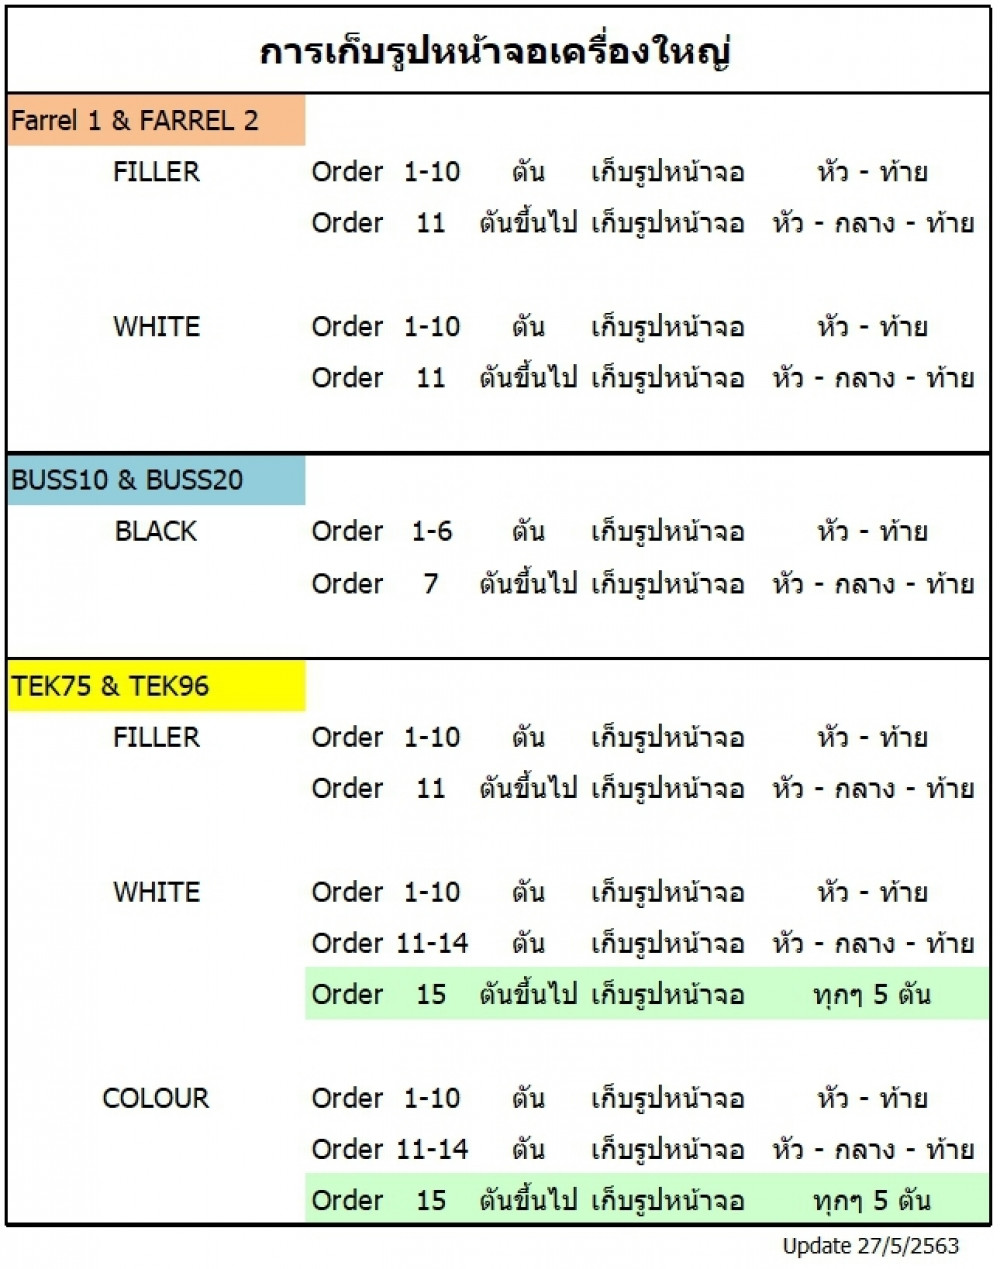 การเก็บรูปหน้าจอเครื่องใหญ่
Farrel 1 & FARREL 2
FILLER Order 1-10 ตัน เก็บรูปหน้าจอ หัว - ท้าย
Order 11 ตันขึ้นไป เก็บรูปหน้าจอ หัว - กลาง - ท้าย
WHITE Order 1-10 ตัน เก็บรูปหน้าจอ หัว - ท้าย
Order 11 ตันขึ้นไป เก็บรูปหน้าจอ หัว - กลาง - ท้าย
BUSS10 & BUSS20
BLACK Order 1-6 ตัน เก็บรูปหน้าจอ หัว - ท้าย
Order 7 ตันขึ้นไป เก็บรูปหน้าจอ หัว - กลาง - ท้าย
TEK75 & TEK96
FILLER Order 1-10 ตัน เก็บรูปหน้าจอ หัว - ท้าย
Order 11 ตันขึ้นไป เก็บรูปหน้าจอ หัว - กลาง - ท้าย
WHITE Order 1-10 ตัน เก็บรูปหน้าจอ หัว - ท้าย
Order 11-14 ตัน เก็บรูปหน้าจอ หัว - กลาง - ท้าย
Order 15 ตันขึ้นไป เก็บรูปหน้าจอ ทุกๆ 5 ตัน
COLOUR Order 1-10 ตัน เก็บรูปหน้าจอ หัว - ท้าย
Order 11-14 ตัน เก็บรูปหน้าจอ หัว - กลาง - ท้าย
Order 15 ตันขึ้นไป เก็บรูปหน้าจอ ทุกๆ 5 ตัน
Update 27/5/2563